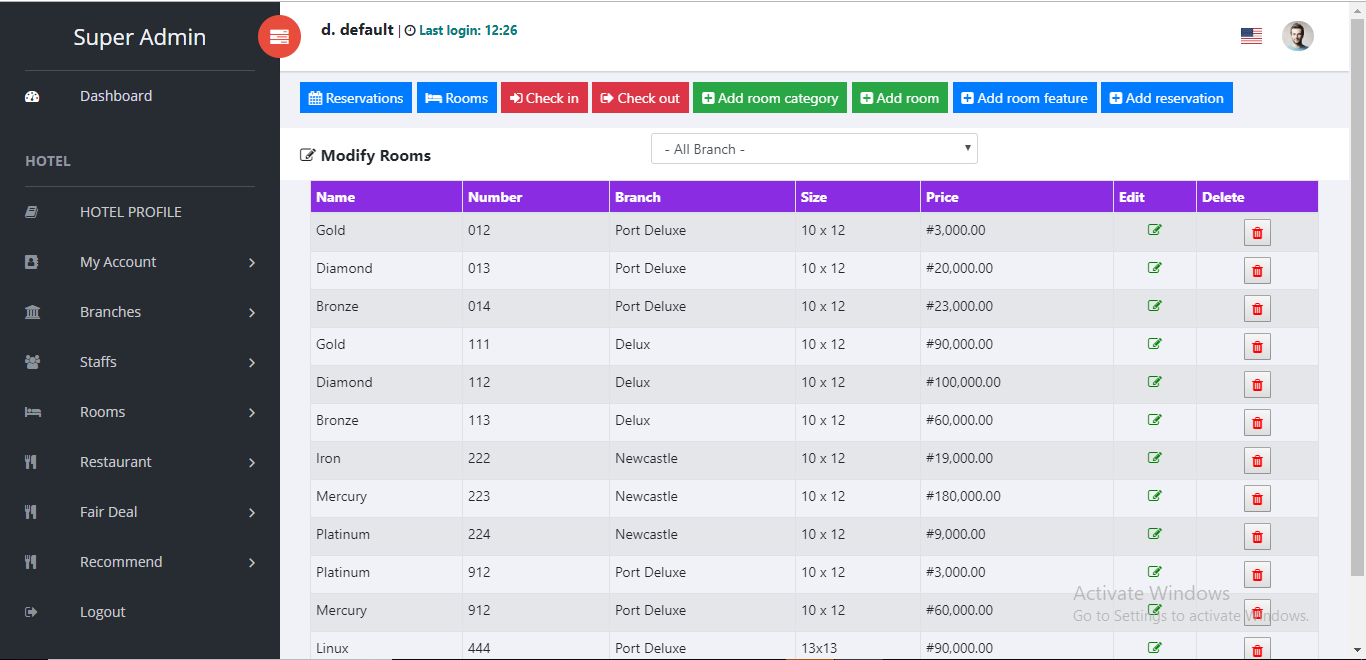 Super Admin
d. default | Last login: 12:26
Dashboard
HOTEL
HOTEL PROFILE
My Account
Branches
Staffs
Rooms
Restaurant
Fair Deal
Recommend
Logout
Reservations Rooms Check in Check out Add room category Add room Add room feature Add reservation
Modify Rooms
- All Branch -
Name Number Branch Size Price Edit Delete
Gold 012 Port Deluxe 10 x 12 #3,000.00
Diamond 013 Port Deluxe 10 x 12 #20,000.00
Bronze 014 Port Deluxe 10 x 12 #23,000.00
Gold 111 Delux 10 x 12 #90,000.00
Diamond 112 Delux 10 x 12 #100,000.00
Bronze 113 Delux 10 x 12 #60,000.00
Iron 222 Newcastle 10 x 12 #19,000.00
Mercury 223 Newcastle 10 x 12 #180,000.00
Platinum 224 Newcastle 10 x 12 #9,000.00
Platinum 912 Port Deluxe 10 x 12 #3,000.00
Mercury 912 Port Deluxe 10 x 12 #60,000.00
Linux 444 Port Deluxe 13x13 #90,000.00
Activate Windows
Go to Settings to activate Windows.